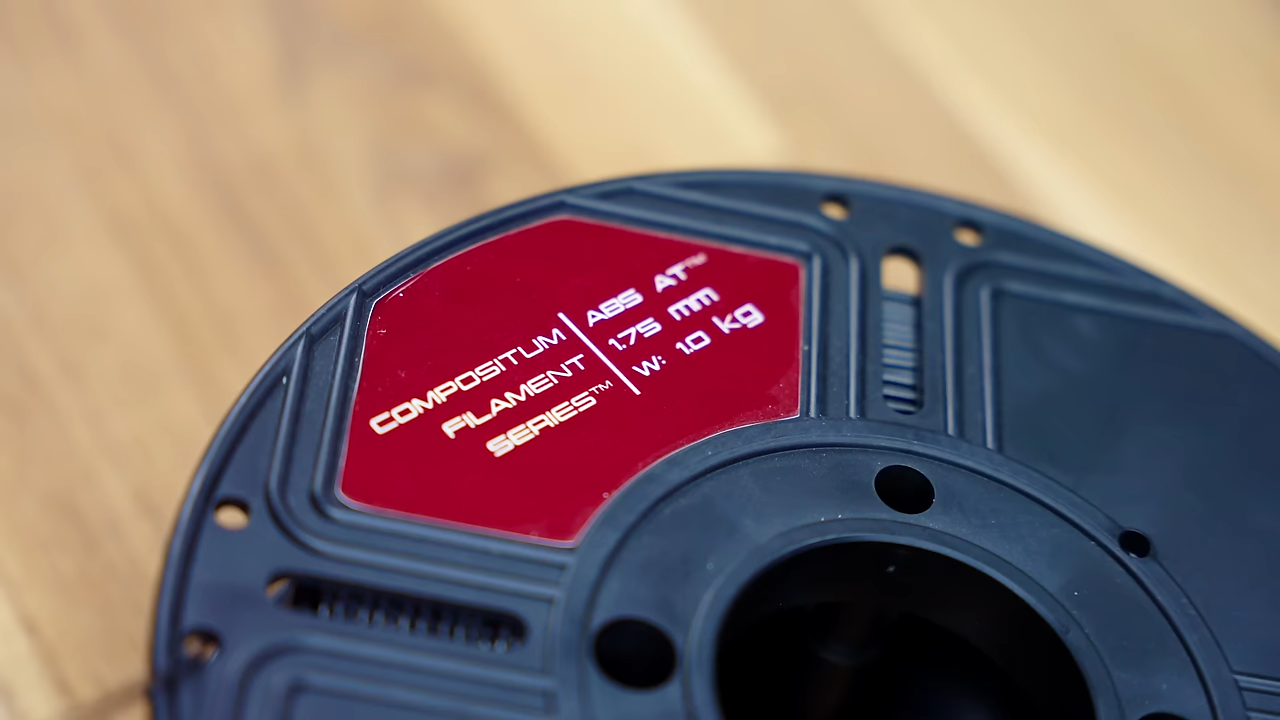 COMPOSITUM
FILAMENT
SERIES™
ABS AT™
1.75 mm
W: 1.0 kg